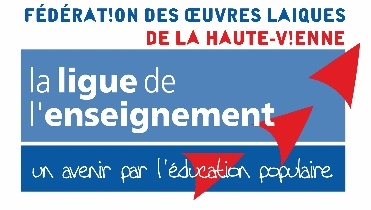 FÉDÉRAT!ON DES ŒUVRES LAIQUES
DE LA HAUTE-V!ENNE
la ligue de
l'enseignement
un avenir par l'éducation populaire